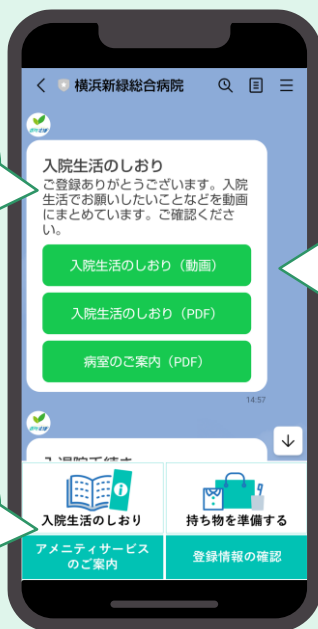 横浜新緑総合病院
入院生活のしおり
ご登録ありがとうござ
います。入院
生活でお願いしたいことなどを動画
にまとめています。ご確認くださ
い。
入院生活のしおり（動画）
入院生活のしおり（PDF）
病室のご案内（PDF）
14:57
入院生活のしおり
持ち物を準備する
アメニティサービス
のご案内
登録情報の確認